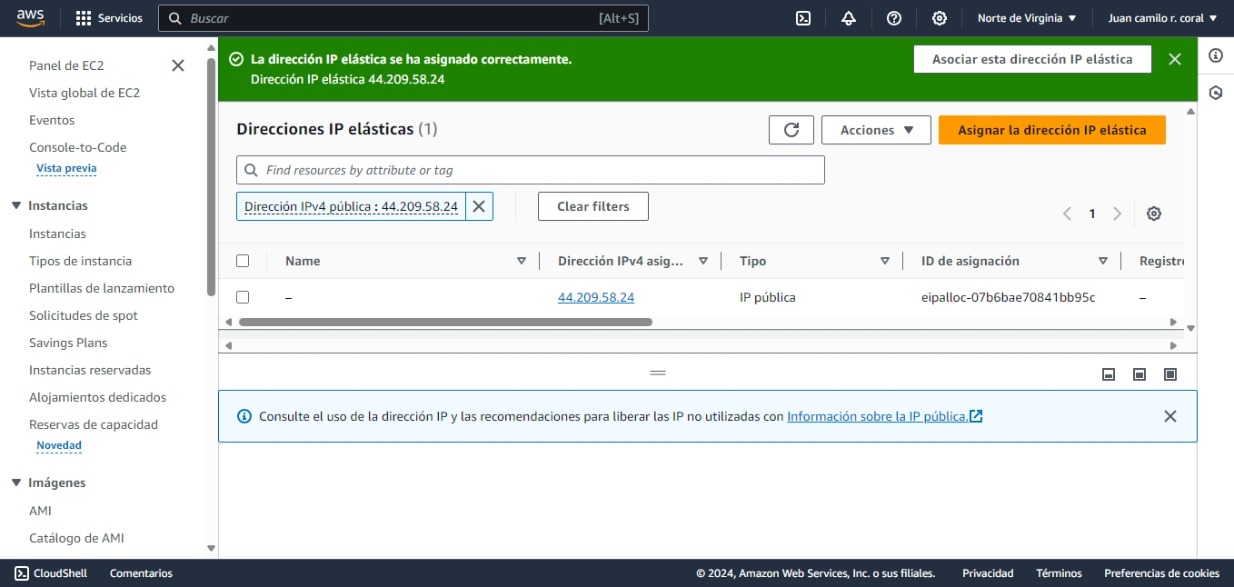 aws Servicios Buscar [Alt+S] Norte de Virginia Juan camilo r. coral
Panel de EC2
Vista global de EC2
Eventos
Console-to-Code
Vista previa
Instancias
Instancias
Tipos de instancia
Plantillas de lanzamiento
Solicitudes de spot
Savings Plans
Instancias reservadas
Alojamientos dedicados
Reservas de capacidad
Novedad
Imágenes
AMI
Catálogo de AMI
La dirección IP elástica se ha asignado correctamente.
Dirección IP elástica 44.209.58.24
Asociar esta dirección IP elástica
Direcciones IP elásticas (1)
Acciones
Asignar la dirección IP elástica
Find resources by attribute or tag
Dirección IPv4 pública : 44.209.58.24
Clear filters
1
Name Dirección IPv4 asig... Tipo ID de asignación Registro
– 44.209.58.24 IP pública eipalloc-07b6bae70841bb95c –
Consulte el uso de la dirección IP y las recomendaciones para liberar las IP no utilizadas con Información sobre la IP pública.
CloudShell Comentarios © 2024, Amazon Web Services, Inc. o sus filiales. Privacidad Términos Preferencias de cookies